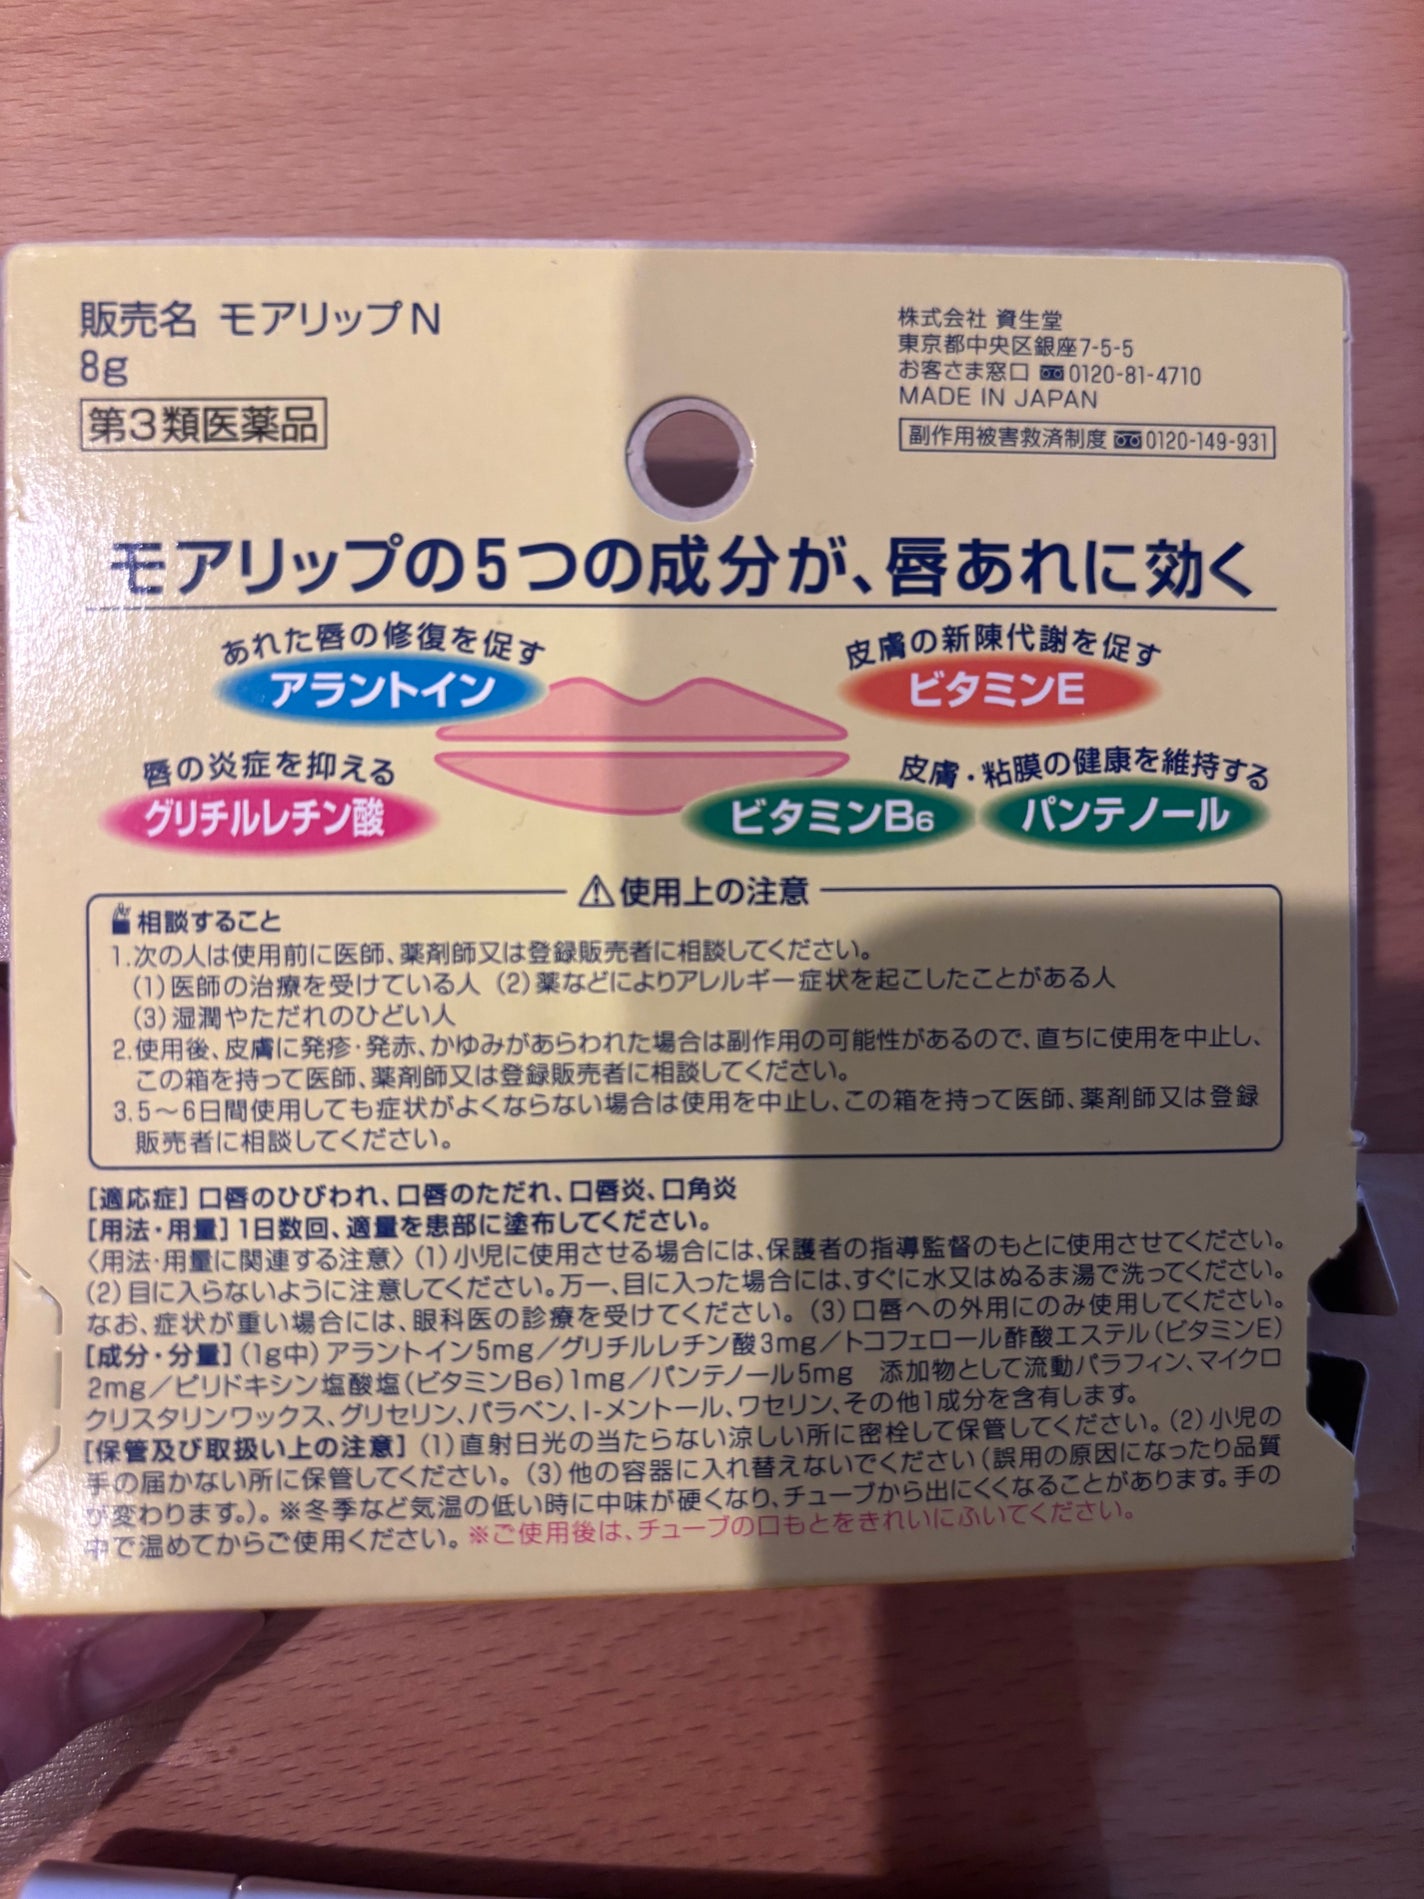 販売名 モアリップN
8g
第3類医薬品
株式会社 資生堂
東京都中央区銀座7-5-5
お客さま窓口 0120-81-4710
MADE IN JAPAN
副作用被害救済制度 0120-149-931
モアリップの5つの成分が、唇あれに効く
あれた唇の修復を促す
アラントイン
皮膚の新陳代謝を促す
ビタミンE
唇の炎症を抑える
グリチルレチン酸
皮膚・粘膜の健康を維持する
ビタミンB6 パンテノール
⚠使用上の注意
相談すること
1.次の人は使用前に医師、薬剤師又は登録販売者に相談してください。
(1)医師の治療を受けている人 (2)薬などによりアレルギー症状を起こしたことがある人
(3)湿潤やただれのひどい人
2.使用後、皮膚に発疹・発赤、かゆみがあらわれた場合は副作用の可能性があるので、直ちに使用を中止し、
この箱を持って医師、薬剤師又は登録販売者に相談してください。
3.5〜6日間使用しても症状がよくならない場合は使用を中止し、この箱を持って医師、薬剤師又は登録
販売者に相談してください。
[適応症] 口唇のひびわれ、口唇のただれ、口唇炎、口角炎
[用法・用量] 1日数回、適量を患部に塗布してください。
〈用法・用量に関連する注意〉(1)小児に使用させる場合には、保護者の指導監督のもとに使用させてください。
(2)目に入らないように注意してください。万一、目に入った場合には、すぐに水又はぬるま湯で洗ってください。
なお、症状が重い場合には、眼科医の診療を受けてください。(3)口唇への外用にのみ使用してください。
[成分・分量](1g中)アラントイン5mg/グリチルレチン酸3mg/トコフェロール酢酸エステル(ビタミンE)
2mg/ピリドキシン塩酸塩(ビタミンB6)1mg/パンテノール5mg 添加物として流動パラフィン、マイクロ
クリスタリンワックス、グリセリン、パラベン、l-メントール、ワセリン、その他1成分を含有します。
[保管及び取扱い上の注意] (1)直射日光の当たらない涼しい所に密栓して保管してください。(2)小児の
手の届かない所に保管してください。(3)他の容器に入れ替えないでください(誤用の原因になったり品質
が変わります。)。※冬季など気温の低い時に中味が硬くなり、チューブから出にくくなることがあります。手の
中で温めてからご使用ください。※ご使用後は、チューブの口もとをきれいにふいてください。